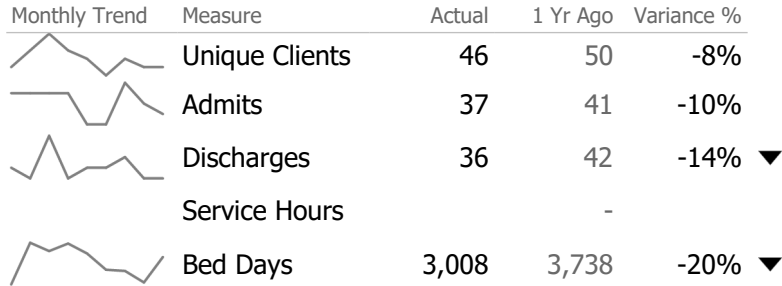 Monthly Trend Measure Actual 1 Yr Ago Variance %
Unique Clients 46 50 -8%
Admits 37 41 -10%
Discharges 36 42 -14% ▼
Service Hours -
Bed Days 3,008 3,738 -20% ▼